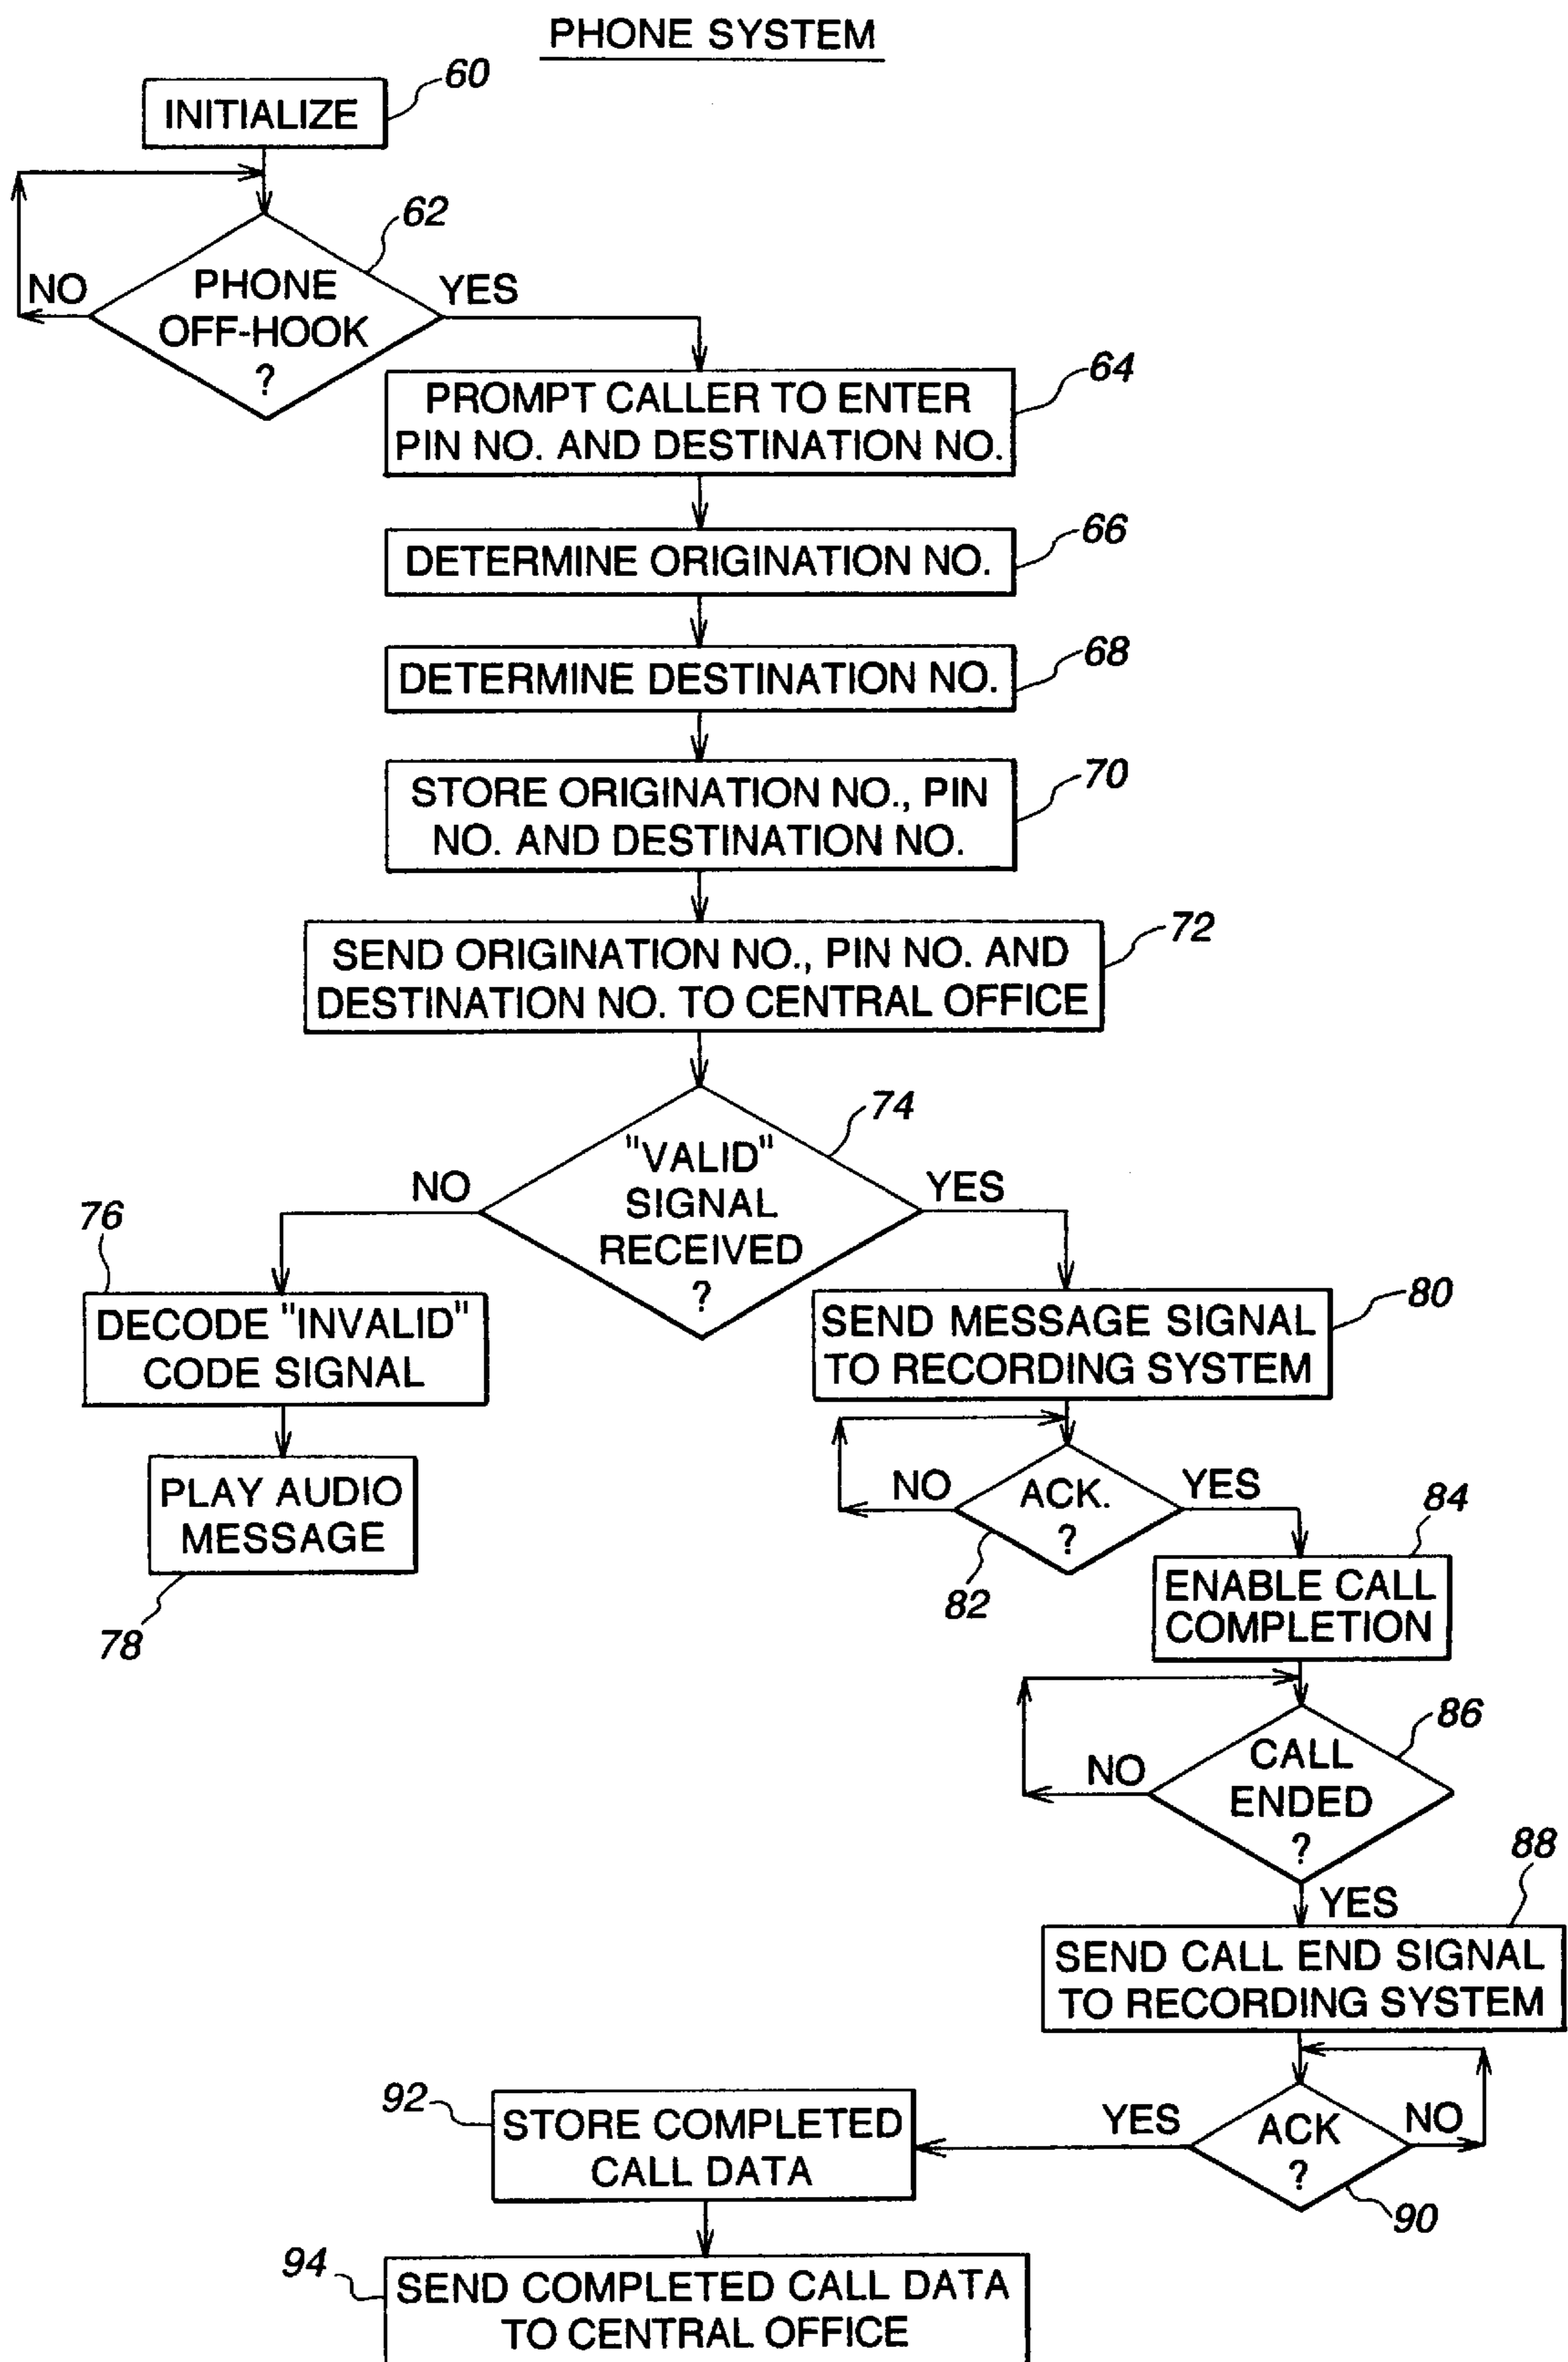 PHONE SYSTEM
INITIALIZE
60
PHONE
OFF-HOOK
?
62
NO
YES
PROMPT CALLER TO ENTER
PIN NO. AND DESTINATION NO.
64
DETERMINE ORIGINATION NO.
66
DETERMINE DESTINATION NO.
68
STORE ORIGINATION NO., PIN
NO. AND DESTINATION NO.
70
SEND ORIGINATION NO., PIN NO. AND
DESTINATION NO. TO CENTRAL OFFICE
72
"VALID"
SIGNAL
RECEIVED
?
74
NO
YES
76
DECODE "INVALID"
CODE SIGNAL
PLAY AUDIO
MESSAGE
78
SEND MESSAGE SIGNAL
TO RECORDING SYSTEM
80
ACK.
?
NO
YES
82
84
ENABLE CALL
COMPLETION
CALL
ENDED
?
86
NO
YES
88
SEND CALL END SIGNAL
TO RECORDING SYSTEM
ACK
?
YES
NO
90
92
STORE COMPLETED
CALL DATA
94
SEND COMPLETED CALL DATA
TO CENTRAL OFFICE